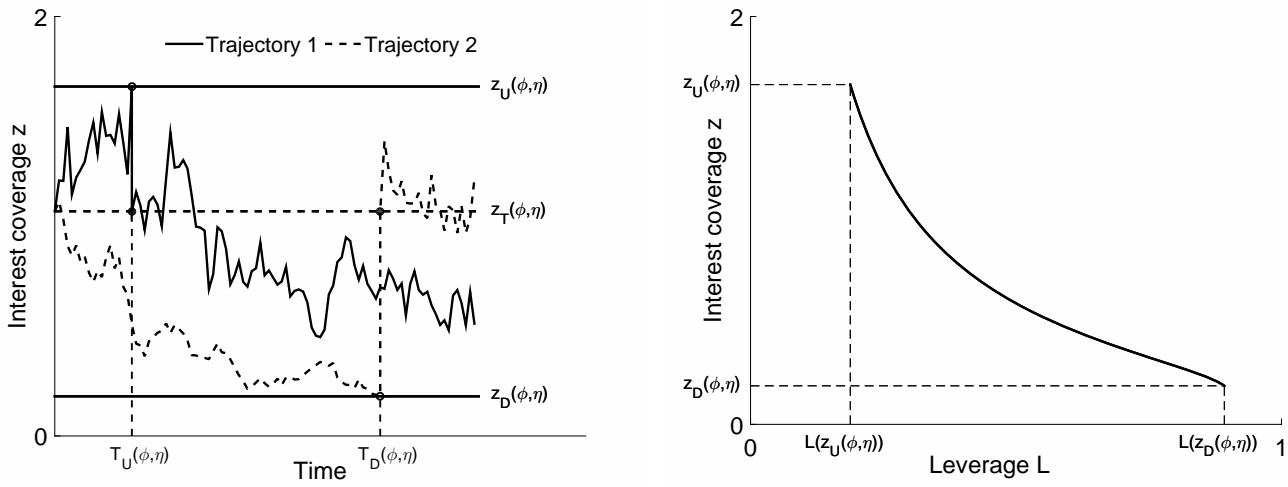 2
Trajectory 1
Trajectory 2
z_U(ϕ,η)
z_T(ϕ,η)
z_D(ϕ,η)
Interest coverage z
0
T_U(ϕ,η)
T_D(ϕ,η)
Time
2
z_U(ϕ,η)
Interest coverage z
z_D(ϕ,η)
0
0
L(z_U(ϕ,η))
L(z_D(ϕ,η))
1
Leverage L